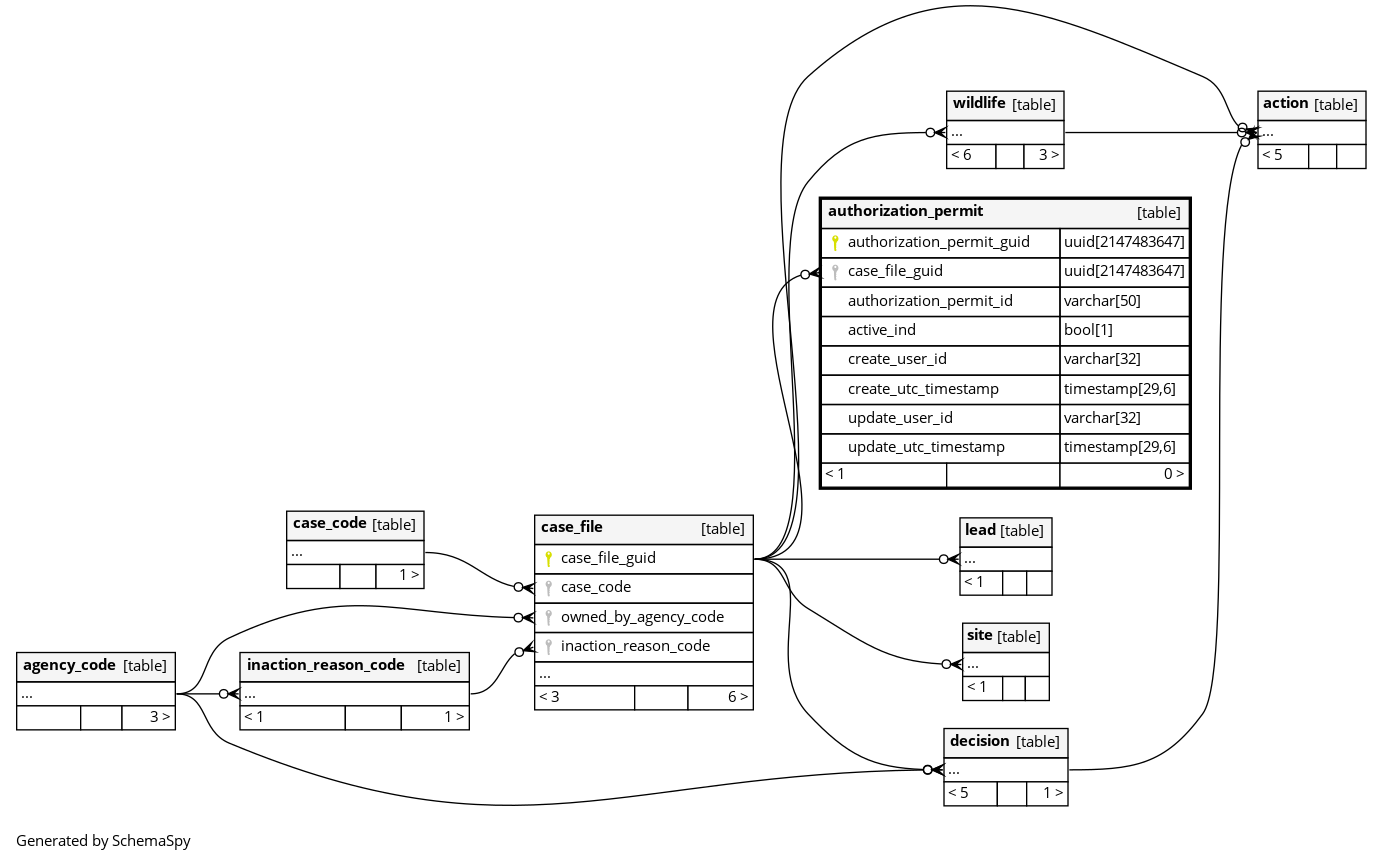 wildlife [table]
...
< 6 3 >
action [table]
...
< 5
authorization_permit [table]
authorization_permit_guid uuid[2147483647]
case_file_guid uuid[2147483647]
authorization_permit_id varchar[50]
active_ind bool[1]
create_user_id varchar[32]
create_utc_timestamp timestamp[29,6]
update_user_id varchar[32]
update_utc_timestamp timestamp[29,6]
< 1 0 >
case_code [table]
...
1 >
case_file [table]
case_file_guid
case_code
owned_by_agency_code
inaction_reason_code
...
< 3 6 >
lead [table]
...
< 1
agency_code [table]
...
3 >
inaction_reason_code [table]
...
< 1 1 >
site [table]
...
< 1
decision [table]
...
< 5 1 >
Generated by SchemaSpy